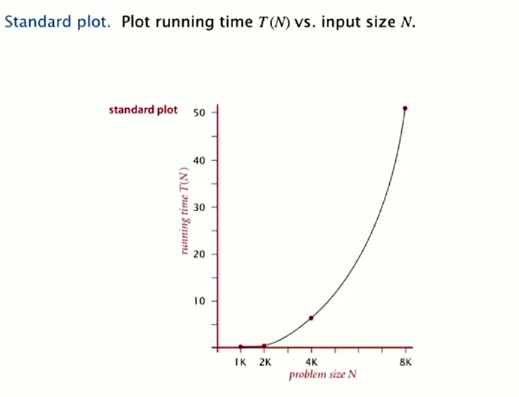 Standard plot. Plot running time T(N) vs. input size N.
standard plot
50
40
30
20
10
running time T(N)
1K 2K 4K 8K
problem size N